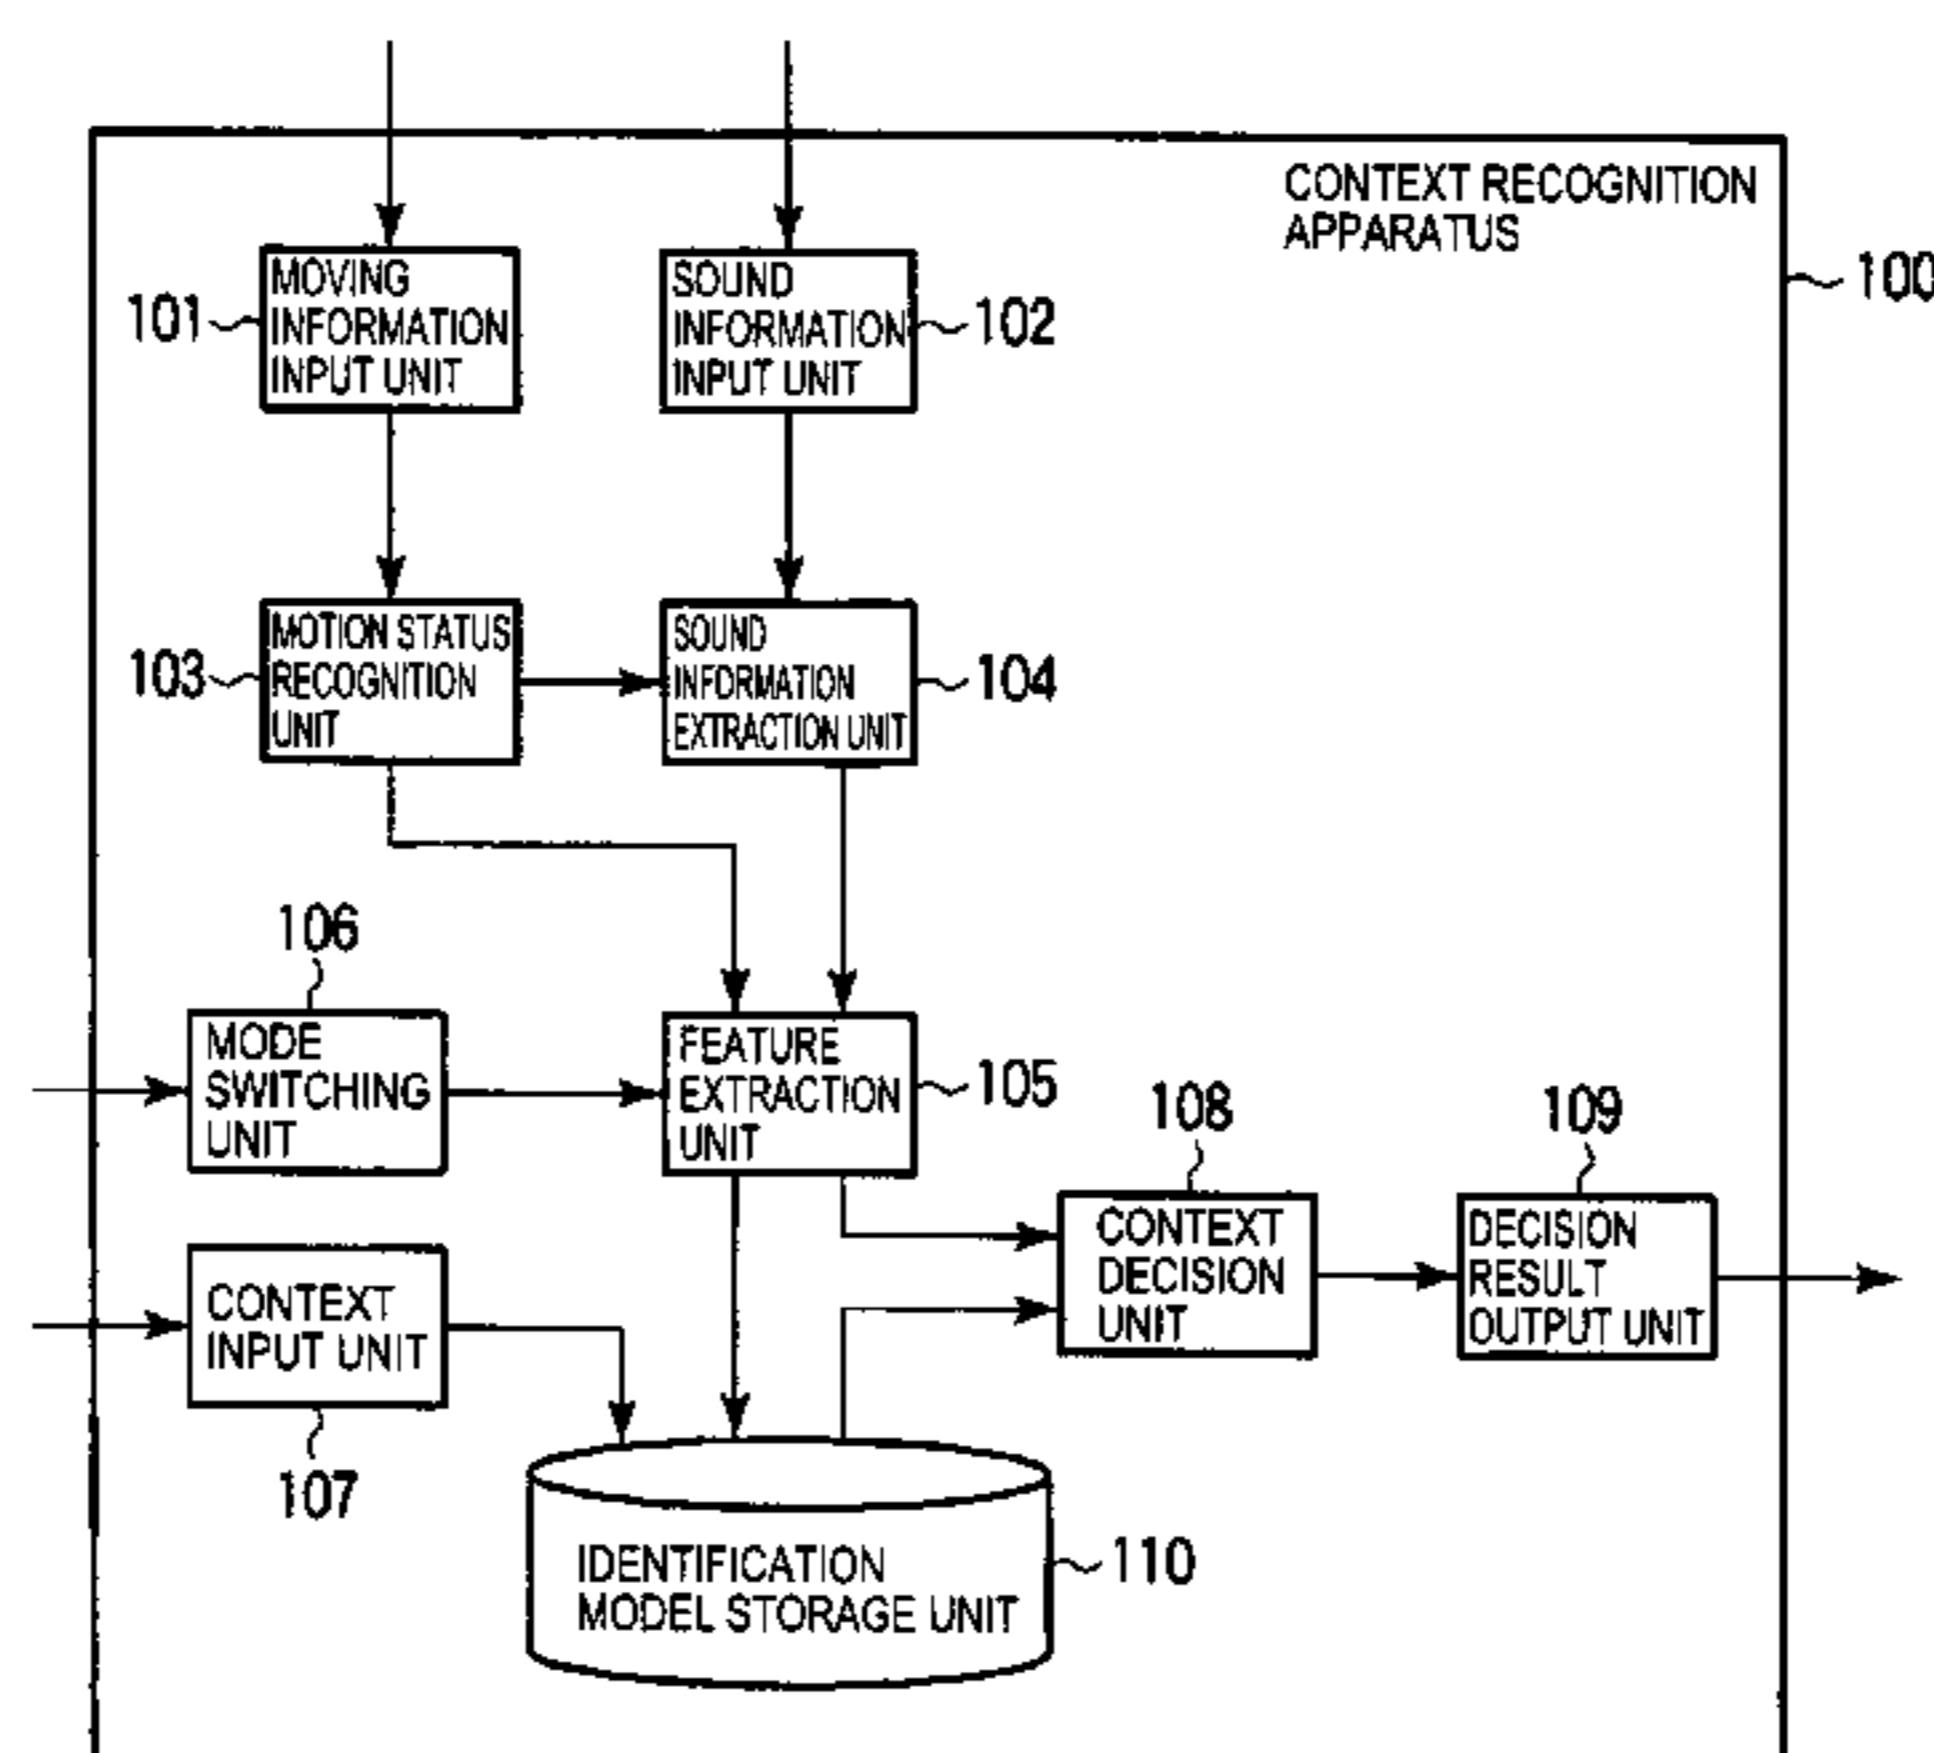 CONTEXT RECOGNITION
APPARATUS
100
MOVING
INFORMATION
INPUT UNIT
101
SOUND
INFORMATION
INPUT UNIT
102
MOTION STATUS
RECOGNITION
UNIT
103
SOUND
INFORMATION
EXTRACTION UNIT
104
106
MODE
SWITCHING
UNIT
FEATURE
EXTRACTION
UNIT
105
108
CONTEXT
DECISION
UNIT
109
DECISION
RESULT
OUTPUT UNIT
CONTEXT
INPUT UNIT
107
IDENTIFICATION
MODEL STORAGE UNIT
110